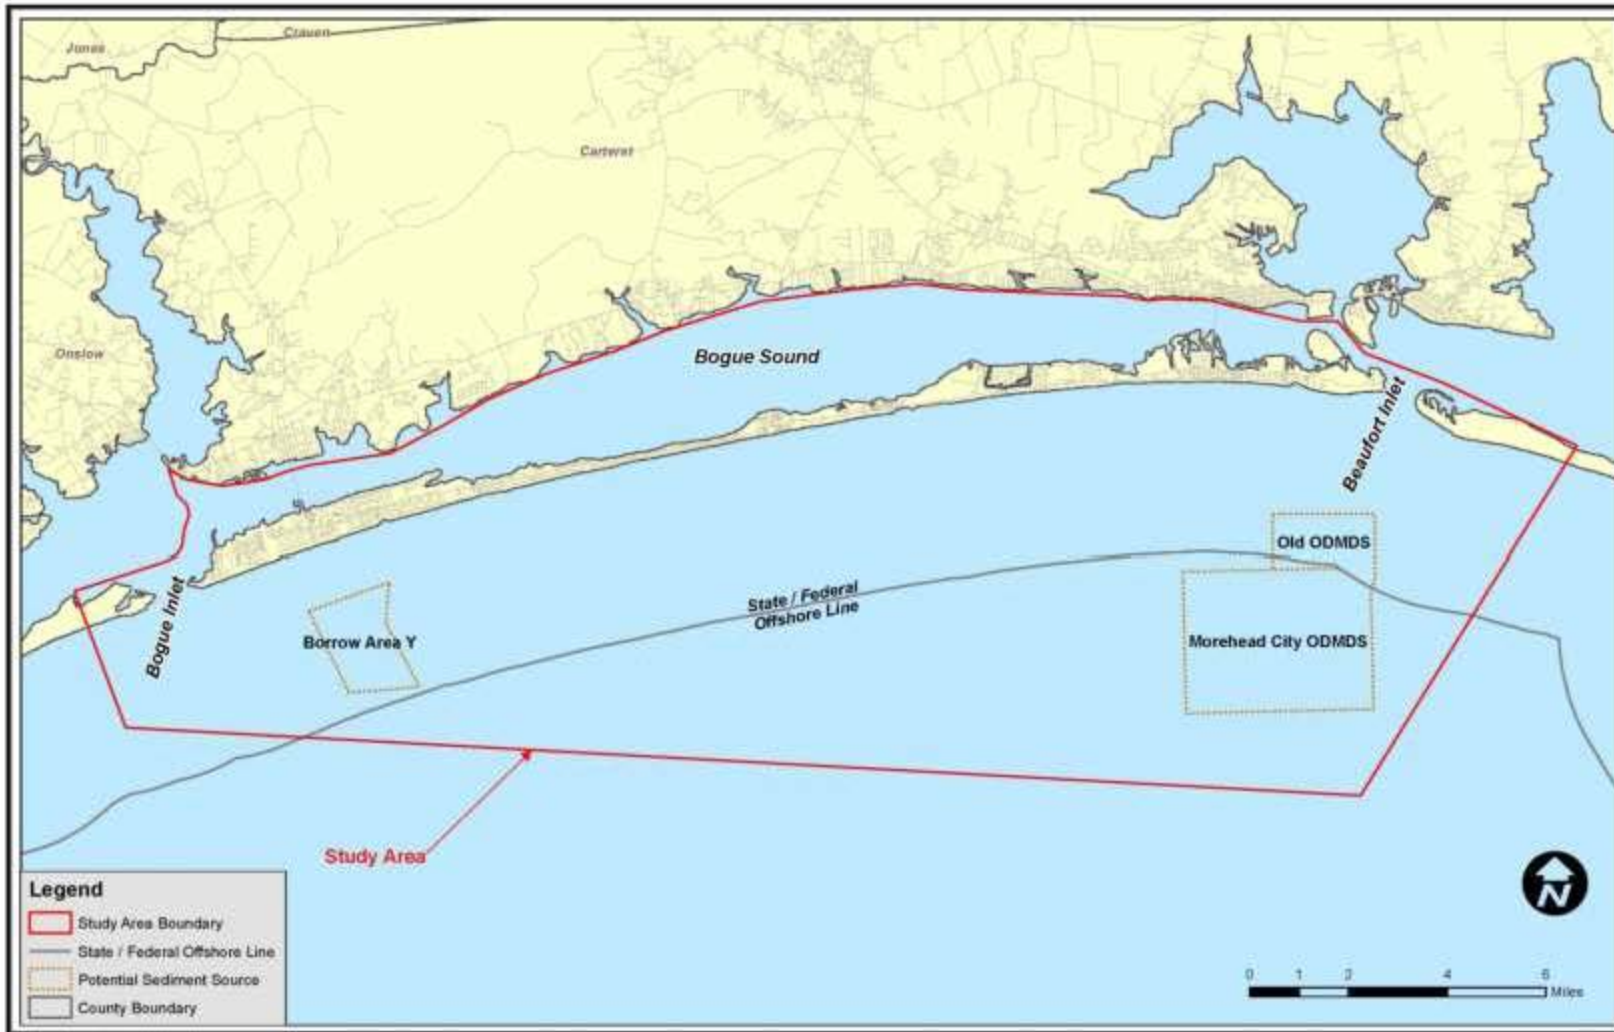 Jones
Craven
Carteret
Onslow
Bogue Sound
Beaufort Inlet
Old ODMDS
State / Federal
Offshore Line
Bogue Inlet
Borrow Area Y
Morehead City ODMDS
Study Area
Legend
Study Area Boundary
State / Federal Offshore Line
Potential Sediment Source
County Boundary
N
0 1 2 4 6
Miles